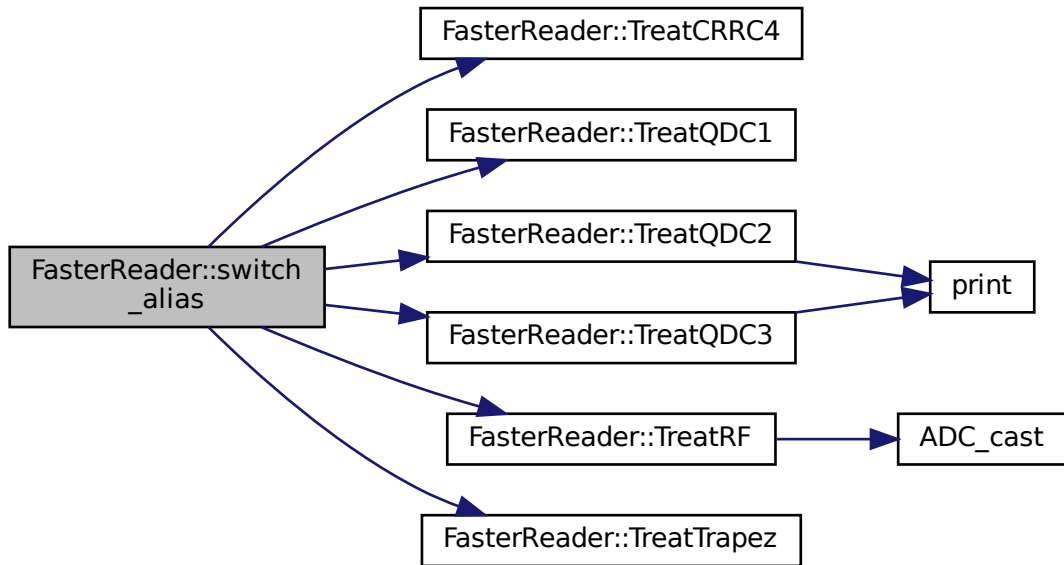 FasterReader::TreatCRRC4
FasterReader::TreatQDC1
FasterReader::TreatQDC2
FasterReader::switch
_alias
print
FasterReader::TreatQDC3
FasterReader::TreatRF
ADC_cast
FasterReader::TreatTrapez